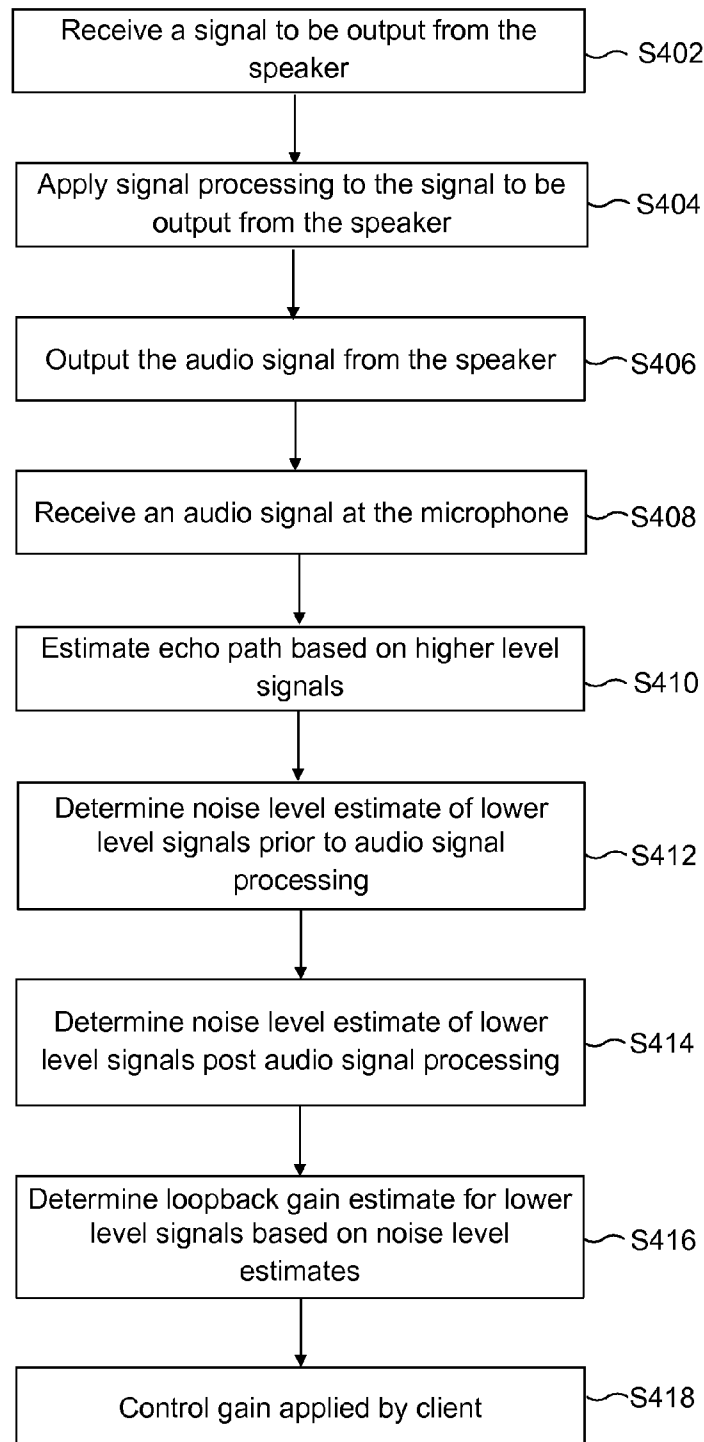 Receive a signal to be output from the
speaker
S402
Apply signal processing to the signal to be
output from the speaker
S404
Output the audio signal from the speaker
S406
Receive an audio signal at the microphone
S408
Estimate echo path based on higher level
signals
S410
Determine noise level estimate of lower
level signals prior to audio signal
processing
S412
Determine noise level estimate of lower
level signals post audio signal processing
S414
Determine loopback gain estimate for lower
level signals based on noise level
estimates
S416
Control gain applied by client
S418